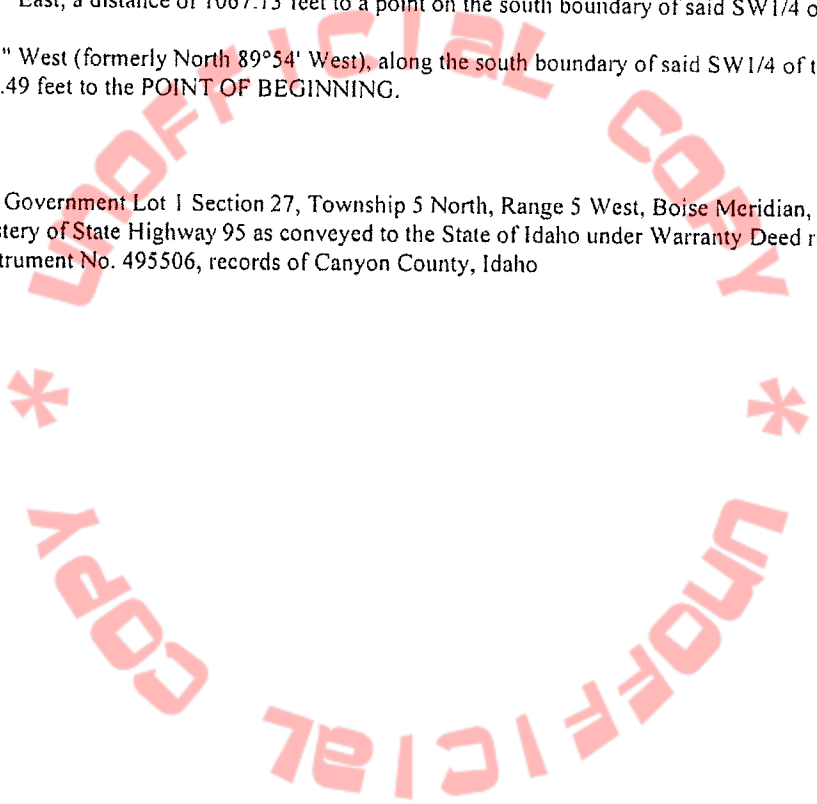 East, a distance of 1067.13 feet to a point on the south boundary of said SW1/4 o
" West (formerly North 89°54' West), along the south boundary of said SW1/4 of t
.49 feet to the POINT OF BEGINNING.
Government Lot 1 Section 27, Township 5 North, Range 5 West, Boise Meridian,
stery of State Highway 95 as conveyed to the State of Idaho under Warranty Deed r
trument No. 495506, records of Canyon County, Idaho
UNOFFICIAL COPY * UNOFFICIAL COPY *